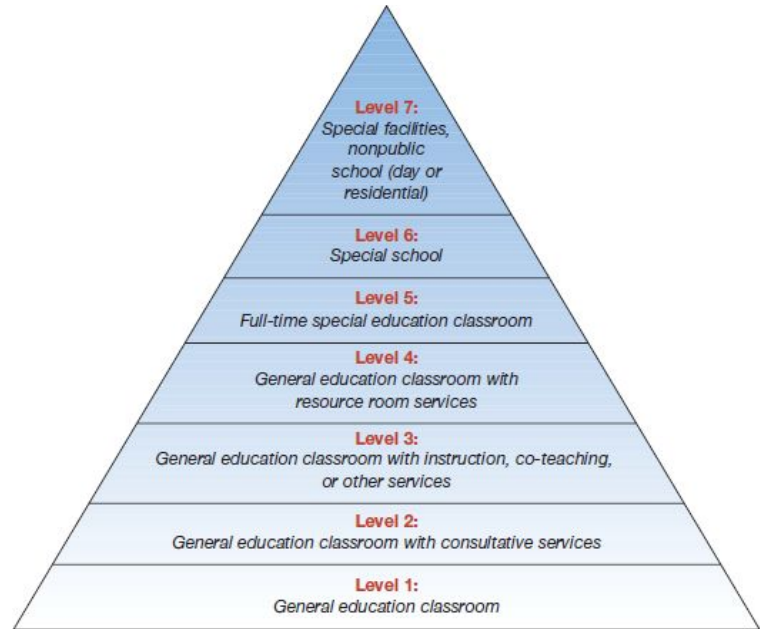 Level 7:
Special facilities,
nonpublic
school (day or
residential)
Level 6:
Special school
Level 5:
Full-time special education classroom
Level 4:
General education classroom with
resource room services
Level 3:
General education classroom with instruction, co-teaching,
or other services
Level 2:
General education classroom with consultative services
Level 1:
General education classroom